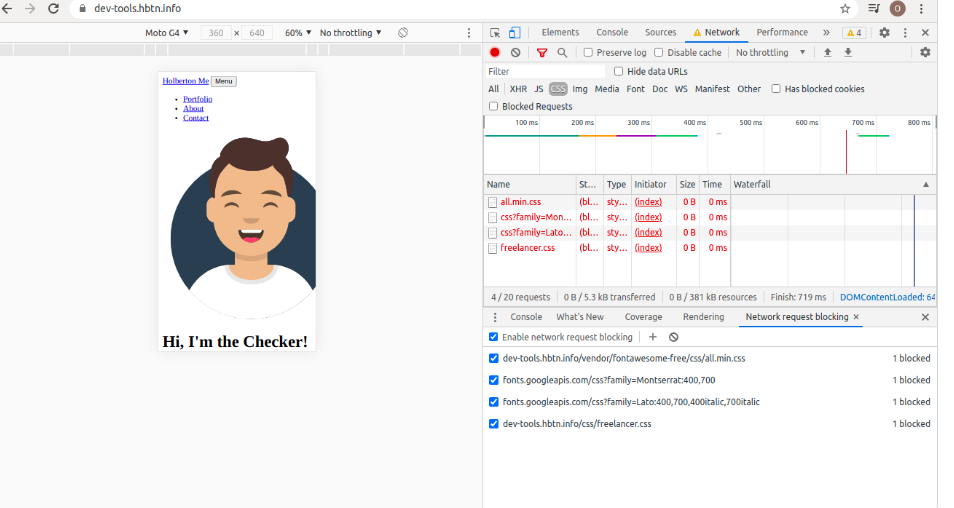 dev-tools.hbtn.info
O
Moto G4 ▼ 360 × 640 60% ▼ No throttling ▼
Holberton Me Menu
Portfolio
About
Contact
Hi, I'm the Checker!
Elements Console Sources Network Performance » 4
Preserve log Disable cache No throttling ▼
Filter Hide data URLs
All XHR JS CSS Img Media Font Doc WS Manifest Other Has blocked cookies
Blocked Requests
100 ms 200 ms 300 ms 400 ms 500 ms 600 ms 700 ms 800 ms
Name St… Type Initiator Size Time Waterfall ▲
all.min.css (bl… sty… (index) 0 B 0 ms
css?family=Mon… (bl… sty… (index) 0 B 0 ms
css?family=Lato… (bl… sty… (index) 0 B 0 ms
freelancer.css (bl… sty… (index) 0 B 0 ms
4 / 20 requests 0 B / 5.3 kB transferred 0 B / 381 kB resources Finish: 719 ms DOMContentLoaded: 64
Console What's New Coverage Rendering Network request blocking ×
Enable network request blocking
dev-tools.hbtn.info/vendor/fontawesome-free/css/all.min.css 1 blocked
fonts.googleapis.com/css?family=Montserrat:400,700 1 blocked
fonts.googleapis.com/css?family=Lato:400,700,400italic,700italic 1 blocked
dev-tools.hbtn.info/css/freelancer.css 1 blocked